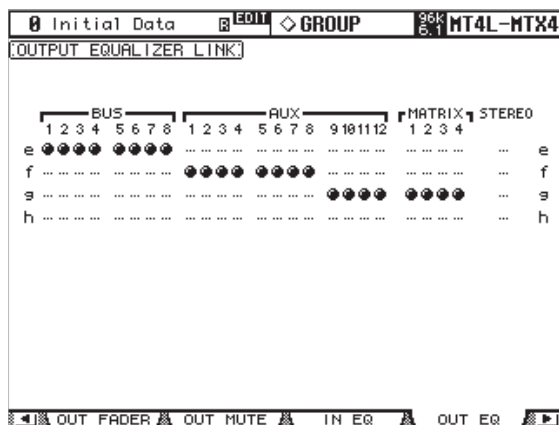 0 Initial Data R EDIT ◇ GROUP 96k 6.1 MT4L-MTX4
OUTPUT EQUALIZER LINK
BUS AUX MATRIX STEREO
1 2 3 4 5 6 7 8 1 2 3 4 5 6 7 8 9 10 11 12 1 2 3 4
e e
f f
g g
h h
OUT FADER OUT MUTE IN EQ OUT EQ